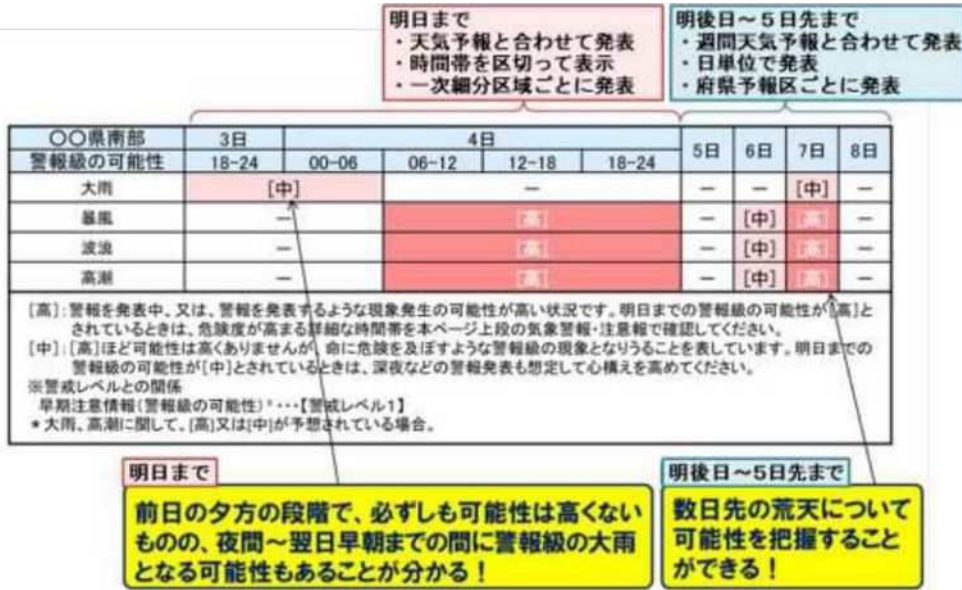 明日まで
・天気予報と合わせて発表
・時間帯を区切って表示
・一次細分区域ごとに発表
明後日～5日先まで
・週間天気予報と合わせて発表
・日単位で発表
・府県予報区ごとに発表
〇〇県南部 3日 4日 5日 6日 7日 8日
警報級の可能性 18-24 00-06 06-12 12-18 18-24
大雨 [中] － － － [中] －
暴風 － [高] － [中] [高] －
波浪 － [高] － [中] [高] －
高潮 － [高] － [中] [高] －
[高]：警報を発表中、又は、警報を発表するような現象発生の可能性が高い状況です。明日までの警報級の可能性が[高]と
されているときは、危険度が高まる詳細な時間帯を本ページ上段の気象警報・注意報で確認してください。
[中]：[高]ほど可能性は高くありませんが、命に危険を及ぼすような警報級の現象となりうることを表しています。明日までの
警報級の可能性が[中]とされているときは、深夜などの警報発表も想定して心構えを高めてください。
※警戒レベルとの関係
早期注意情報（警報級の可能性）＊・・・【警戒レベル1】
＊大雨、高潮に関して、[高]又は[中]が予想されている場合。
明日まで
前日の夕方の段階で、必ずしも可能性は高くない
ものの、夜間～翌日早朝までの間に警報級の大雨
となる可能性もあることが分かる！
明後日～5日先まで
数日先の荒天について
可能性を把握すること
ができる！